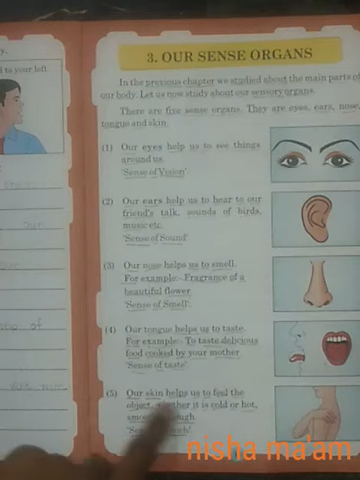 y.
d to your left
3. OUR SENSE ORGANS
In the previous chapter we studied about the main parts of
our body. Let us now study about our sensory organs.
There are five sense organs. They are eyes, ears, nose,
tongue and skin.
(1) Our eyes help us to see things
around us.
'Sense of Vision'
(2) Our ears help us to hear to our
friend's talk, sounds of birds,
music etc.
'Sense of Sound'
(3) Our nose helps us to smell.
For example:- Fragrance of a
beautiful flower.
'Sense of Smell'.
(4) Our tongue helps us to taste.
For example:- To taste delicious
food cooked by your mother
'Sense of taste'.
(5) Our skin helps us to feel the
object, whether it is cold or hot,
nisha ma'am